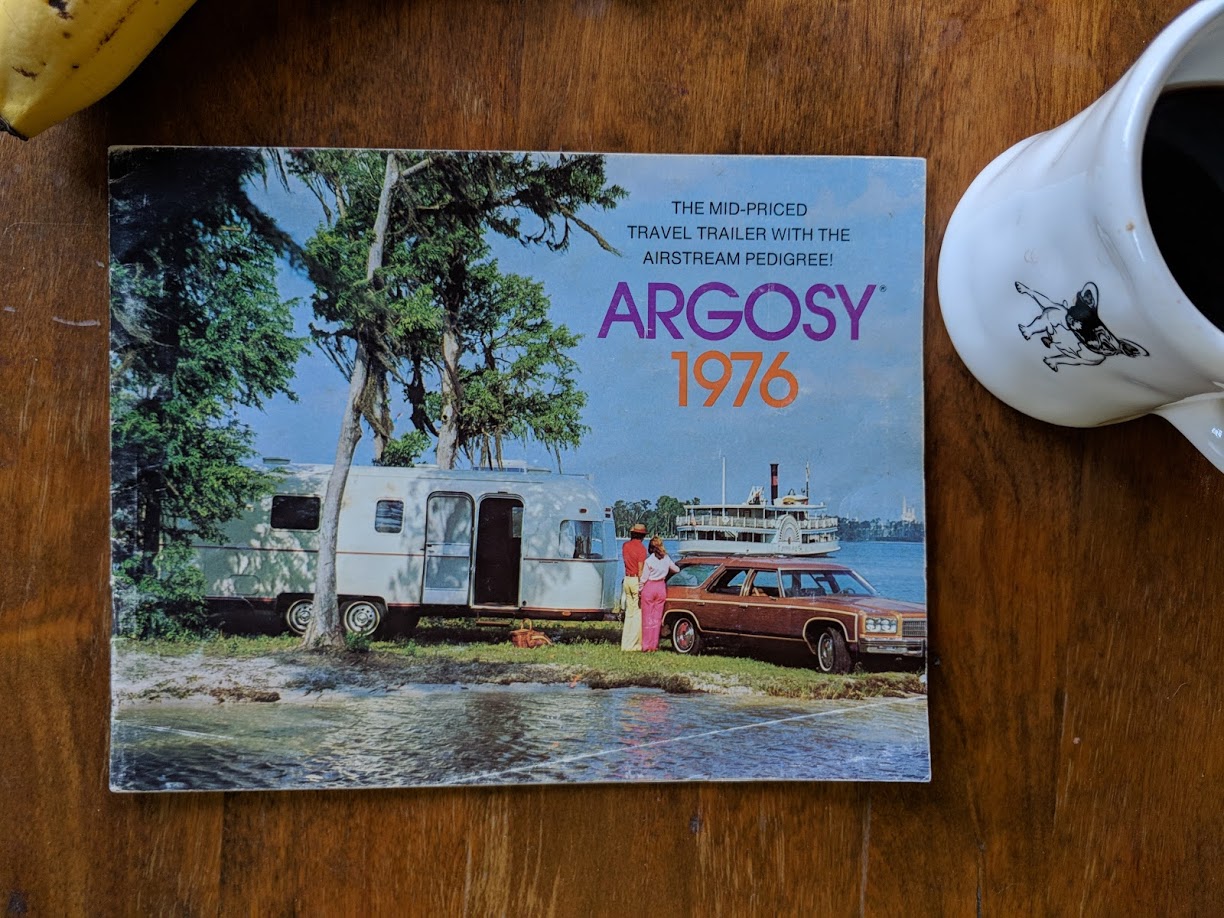 THE MID-PRICED
TRAVEL TRAILER WITH THE
AIRSTREAM PEDIGREE!
ARGOSY®
1976